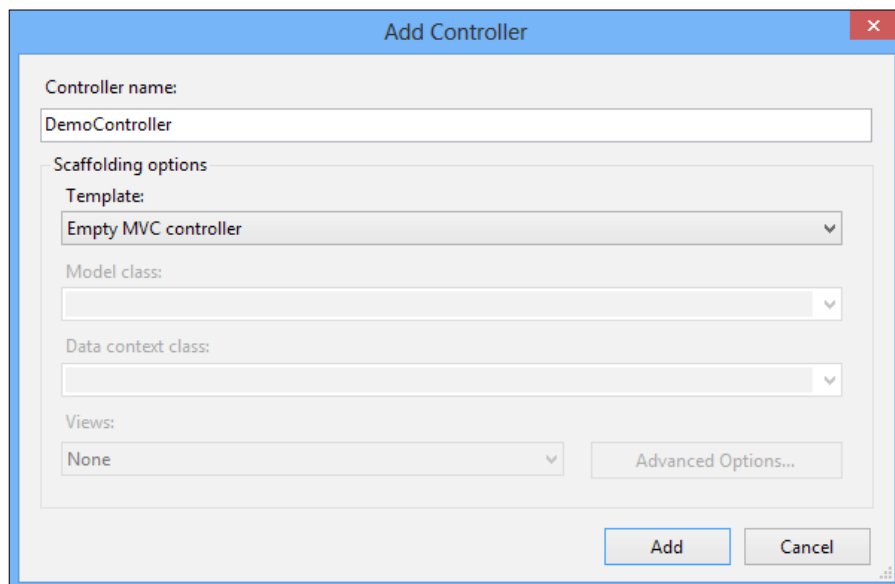 Add Controller
Controller name:
DemoController
Scaffolding options
Template:
Empty MVC controller
Model class:
Data context class:
Views:
None
Advanced Options...
Add
Cancel